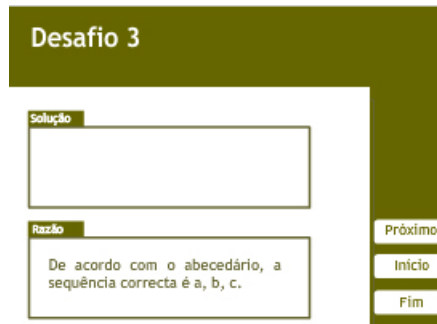 Desafio 3
Solução
Razão
De acordo com o abecedário, a
sequência correcta é a, b, c.
Próximo
Início
Fim